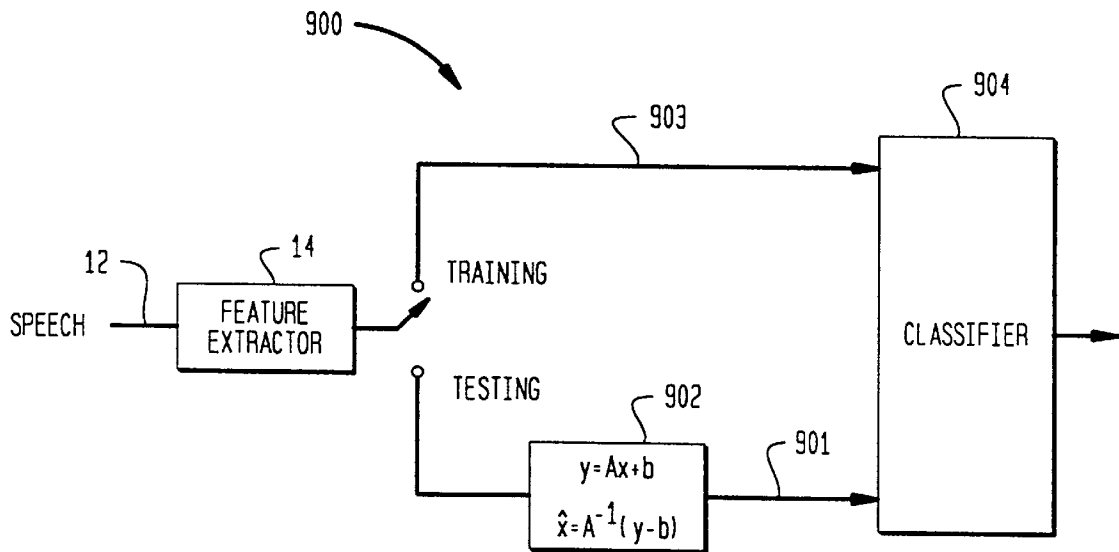 900
903
904
12
14
TRAINING
SPEECH
FEATURE
EXTRACTOR
CLASSIFIER
TESTING
902
901
y=Ax+b
x̂=A⁻¹(y-b)